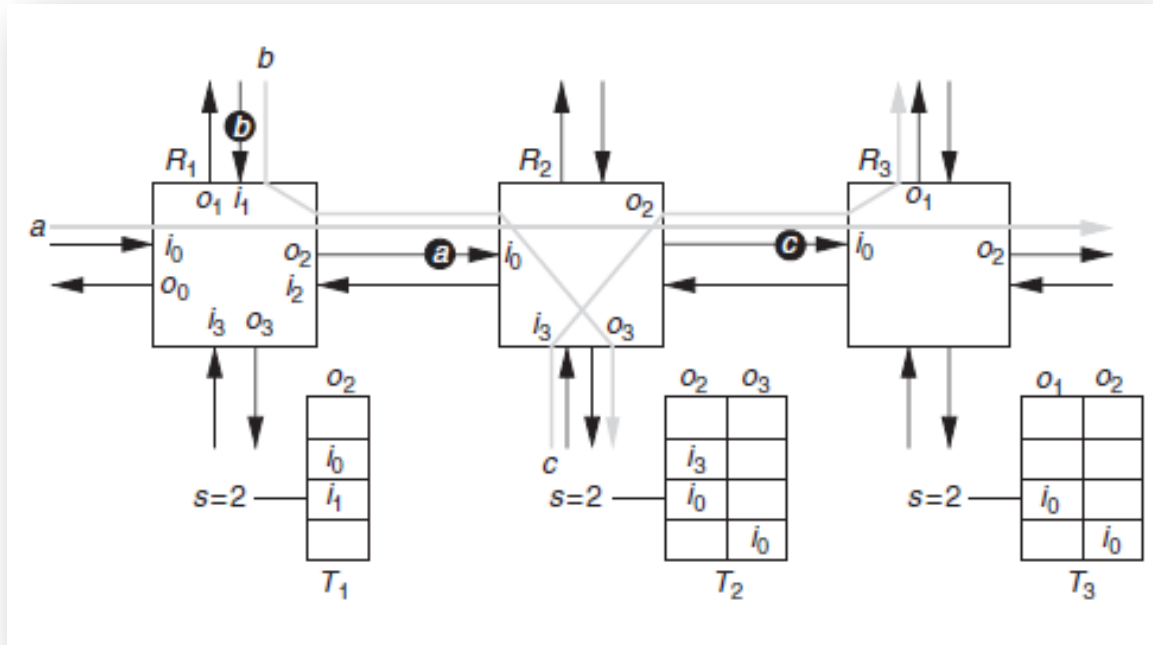 b
b
R1 R2 R3
o1 i1 o2 o1
a
i0 o2 a i0 c i0 o2
o0 i2
i3 o3 i3 o3
o2 o2 o3 o1 o2
i0 c i3
s=2 i1 s=2 i0 s=2 i0
i0 i0
T1 T2 T3